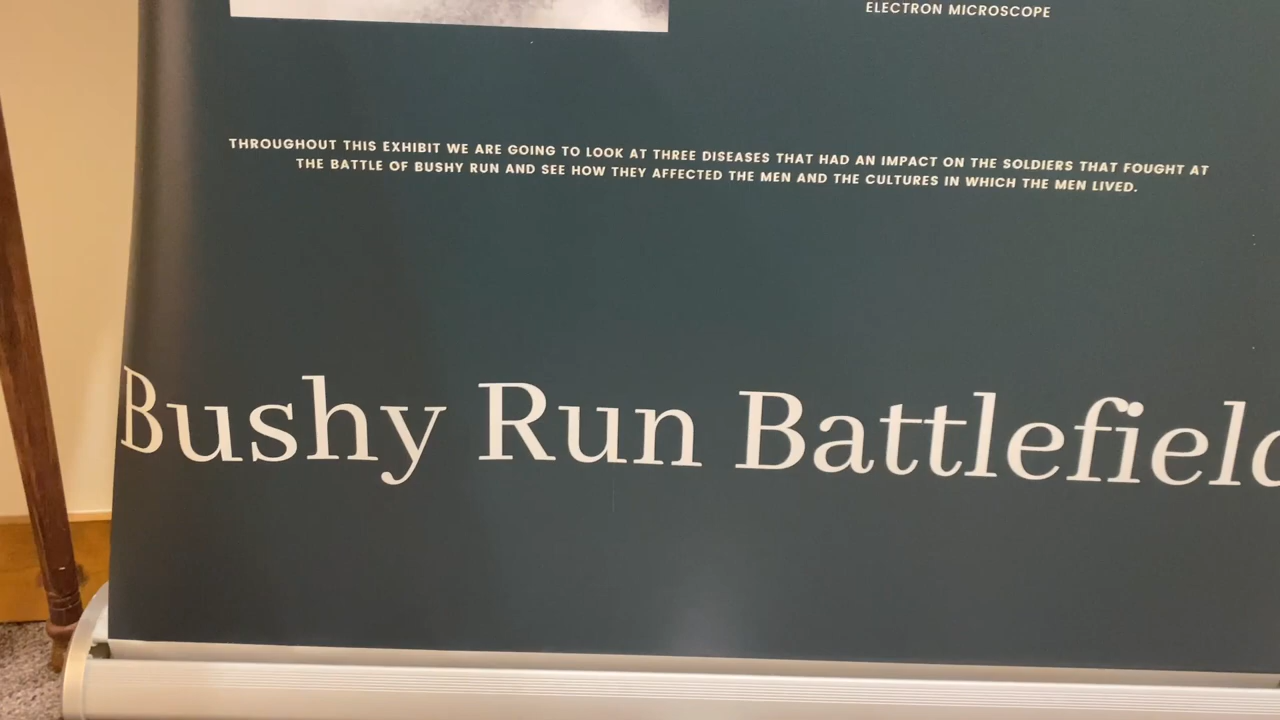 ELECTRON MICROSCOPE
THROUGHOUT THIS EXHIBIT WE ARE GOING TO LOOK AT THREE DISEASES THAT HAD AN IMPACT ON THE SOLDIERS THAT FOUGHT AT
THE BATTLE OF BUSHY RUN AND SEE HOW THEY AFFECTED THE MEN AND THE CULTURES IN WHICH THE MEN LIVED.
Bushy Run Battlefield